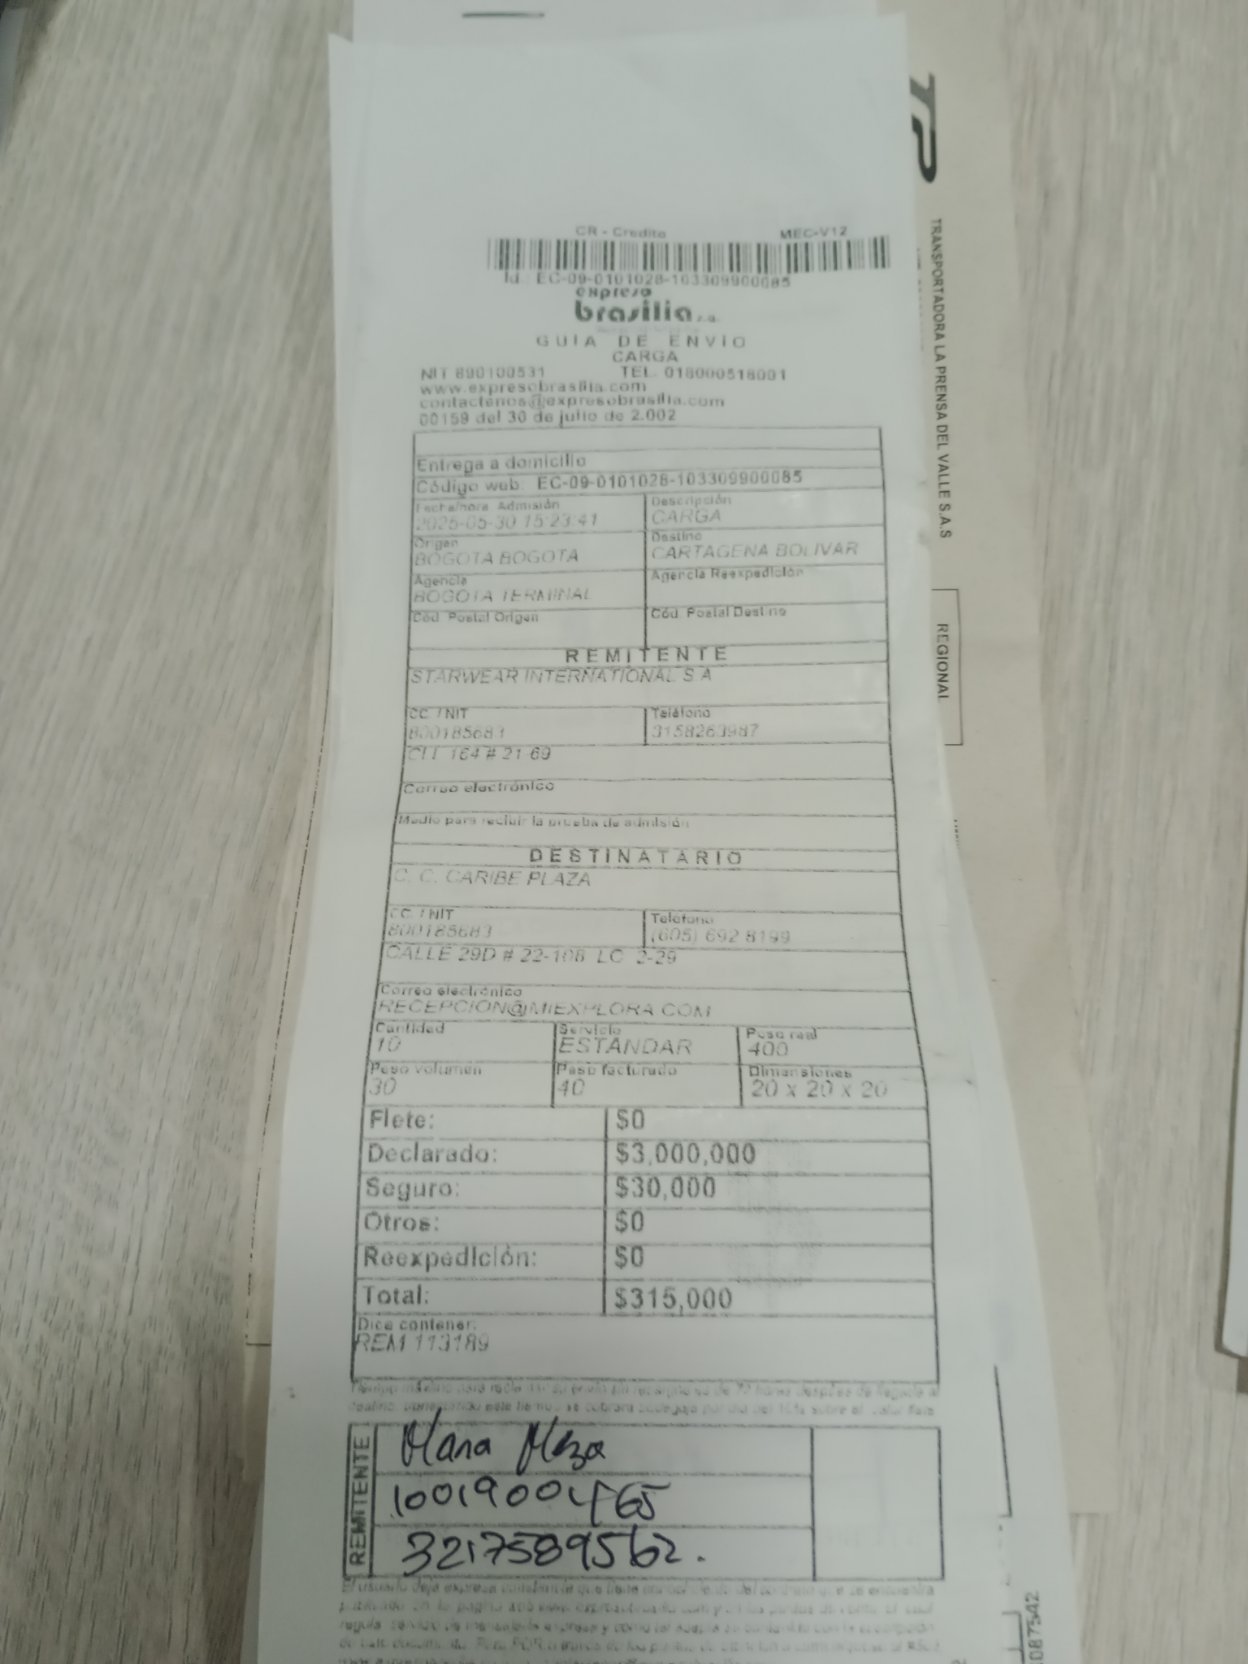 CR - Credito MEC-V12
Id.: EC-09-0101028-103309900085
expreso
brasilia s.a.
GUIA DE ENVIO
CARGA
NIT 890100531 TEL. 018000518001
www.expresobrasilia.com
contactenos@expresobrasilia.com
00159 del 30 de julio de 2.002
Entrega a domicilio
Código web: EC-09-0101028-103309900085
Fecha/hora Admisión Descripción
2025-05-30 15:23:41 CARGA
Origen Destino
BOGOTA BOGOTA CARTAGENA BOLIVAR
Agencia Agencia Reexpedición
BOGOTA TERMINAL
Cód. Postal Origen Cód. Postal Destino
REMITENTE
STARWEAR INTERNATIONAL S A
CC / NIT Teléfono
800185683 3158263987
CLL 164 # 21-69
Correo electrónico
Medio para recibir la prueba de admisión
DESTINATARIO
C. C. CARIBE PLAZA
CC / NIT Teléfono
800185683 (605) 692 8199
CALLE 29D # 22-108 LC 2-29
Correo electrónico
RECEPCION@MIEXPLORA.COM
Cantidad Servicio Peso real
10 ESTANDAR 400
Peso volumen Peso facturado Dimensiones
30 40 20 x 20 x 20
Flete: $0
Declarado: $3,000,000
Seguro: $30,000
Otros: $0
Reexpedición: $0
Total: $315,000
Dice contener:
REM 113189
REMITENTE
Maria Meza
1001900465
3217589562.
TP
TRANSPORTADORA LA PRENSA DEL VALLE S.A.S
REGIONAL
087542